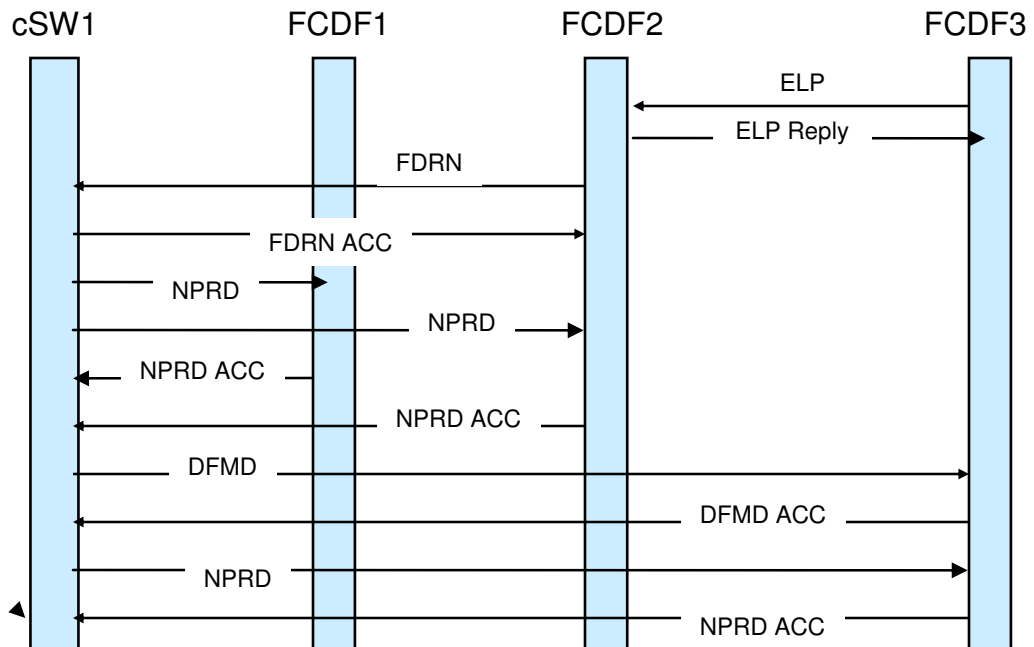 cSW1 FCDF1 FCDF2 FCDF3
ELP
ELP Reply
FDRN
FDRN ACC
NPRD
NPRD
NPRD ACC
NPRD ACC
DFMD
DFMD ACC
NPRD
NPRD ACC